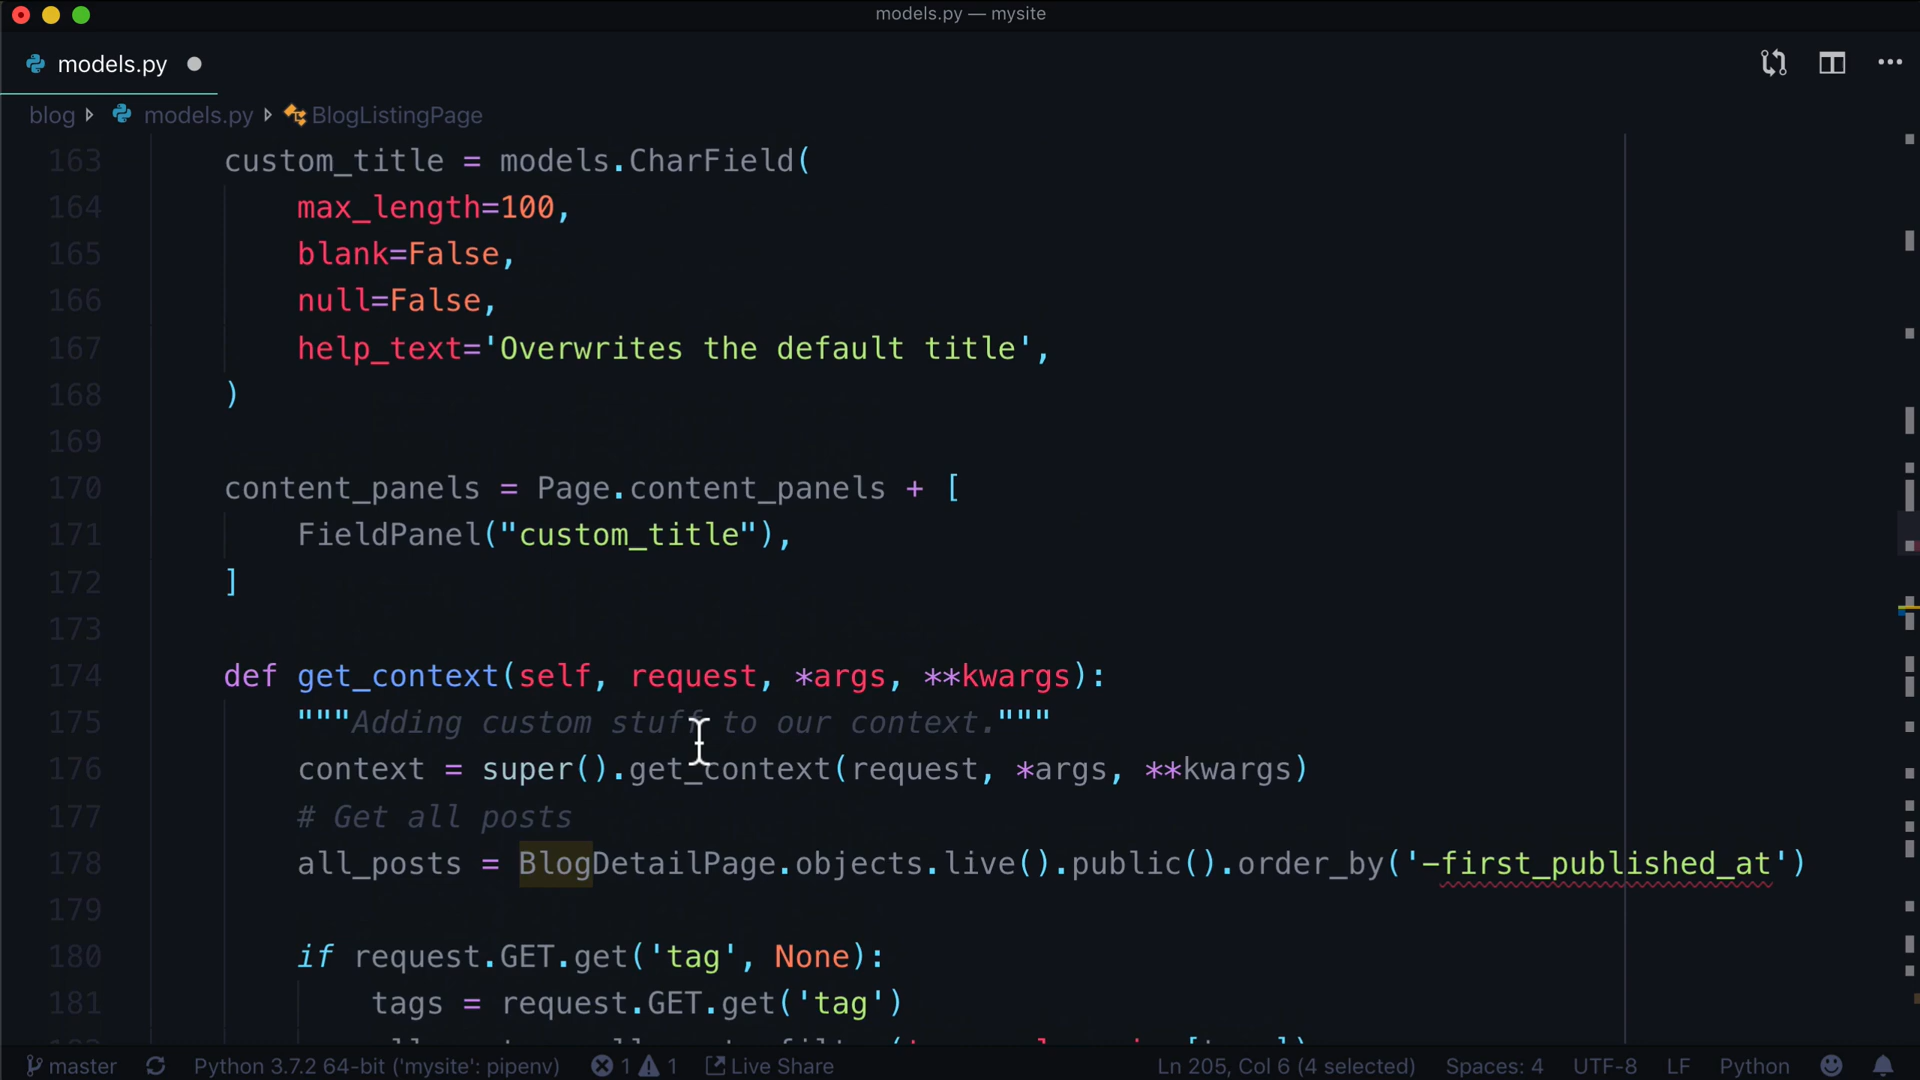 models.py — mysite
models.py
blog models.py BlogListingPage
163 custom_title = models.CharField(
164 max_length=100,
165 blank=False,
166 null=False,
167 help_text='Overwrites the default title',
168 )
169
170 content_panels = Page.content_panels + [
171 FieldPanel("custom_title"),
172 ]
173
174 def get_context(self, request, *args, **kwargs):
175 """Adding custom stuff to our context."""
176 context = super().get_context(request, *args, **kwargs)
177 # Get all posts
178 all_posts = BlogDetailPage.objects.live().public().order_by('-first_published_at')
179
180 if request.GET.get('tag', None):
181 tags = request.GET.get('tag')
master Python 3.7.2 64-bit ('mysite': pipenv) 1 1 Live Share Ln 205, Col 6 (4 selected) Spaces: 4 UTF-8 LF Python